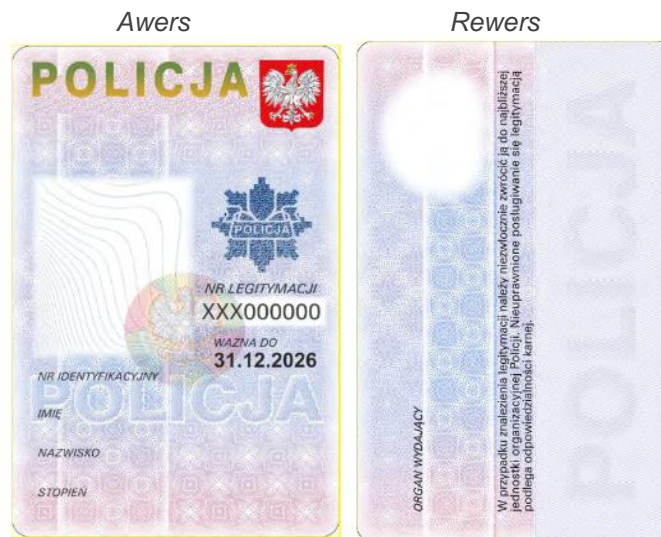 Awers
Rewers
POLICJA
POLICJA
NR LEGITYMACJI
XXX000000
WAŻNA DO
31.12.2026
NR IDENTYFIKACYJNY
POLICJA
IMIĘ
NAZWISKO
STOPIEŃ
ORGAN WYDAJĄCY
W przypadku znalezienia legitymacji należy niezwłocznie zwrócić ją do najbliższej
jednostki organizacyjnej Policji. Nieuprawnione posługiwanie się legitymacją
podlega odpowiedzialności karnej.
POLICJA